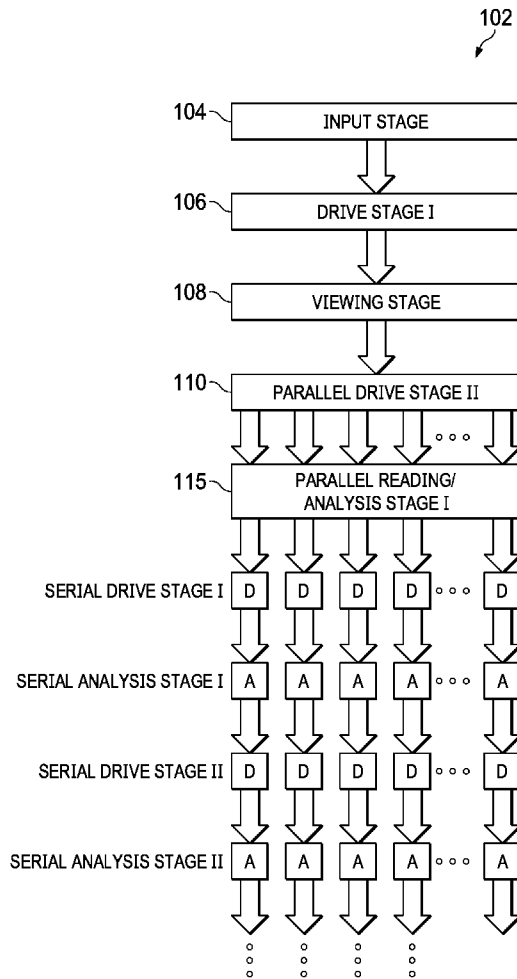 102
104 INPUT STAGE
106 DRIVE STAGE I
108 VIEWING STAGE
110 PARALLEL DRIVE STAGE II
115 PARALLEL READING/
ANALYSIS STAGE I
SERIAL DRIVE STAGE I D D D D D
SERIAL ANALYSIS STAGE I A A A A A
SERIAL DRIVE STAGE II D D D D D
SERIAL ANALYSIS STAGE II A A A A A